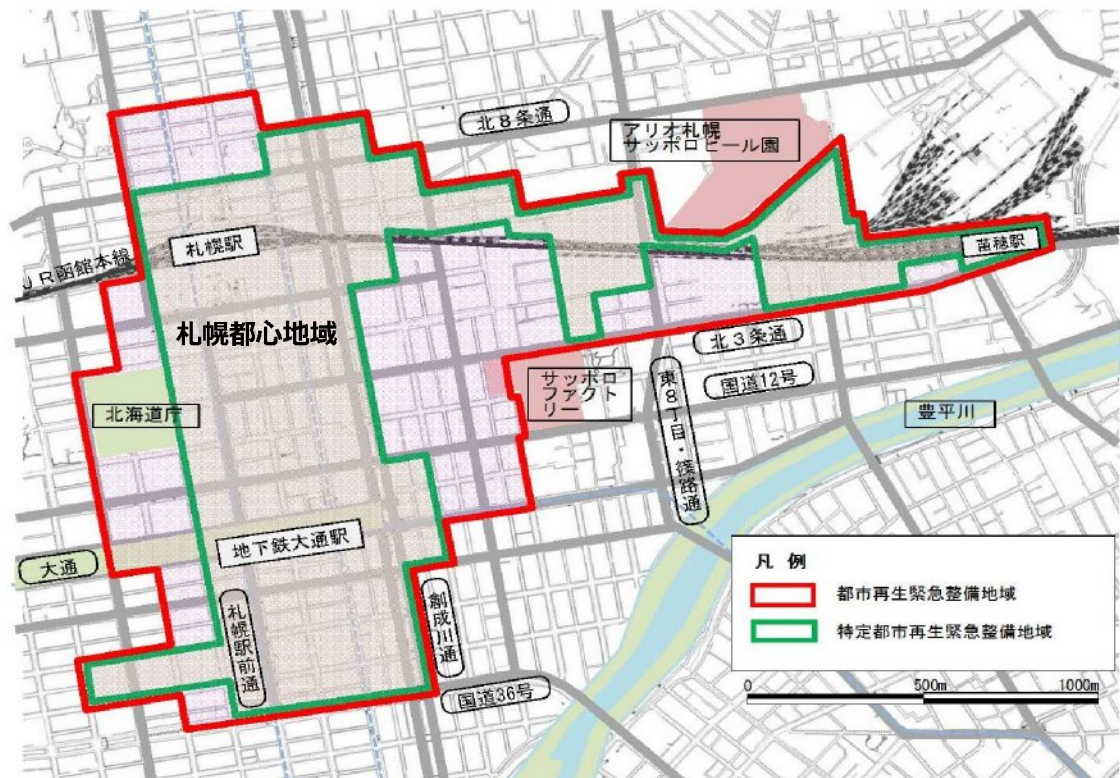 北8条通
アリオ札幌
サッポロビール園
札幌駅
苗穂駅
JR函館本線
札幌都心地域
北3条通
サッポロ
ファクト
リー
国道12号
北海道庁
東8丁目・篠路通
豊平川
地下鉄大通駅
大通
札幌駅前通
創成川通
国道36号
凡 例
都市再生緊急整備地域
特定都市再生緊急整備地域
0 500m 1000m